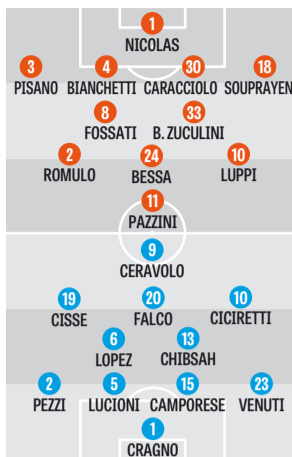 1
NICOLAS
3 4 30 18
PISANO BIANCHETTI CARACCIOLO SOUPRAYEN
8 33
FOSSATI B. ZUCULINI
2 24 10
ROMULO BESSA LUPPI
11
PAZZINI
9
CERAVOLO
19 20 10
CISSE FALCO CICIRETTI
6 13
LOPEZ CHIBSAH
2 5 15 23
PEZZI LUCIONI CAMPORESE VENUTI
1
CRAGNO